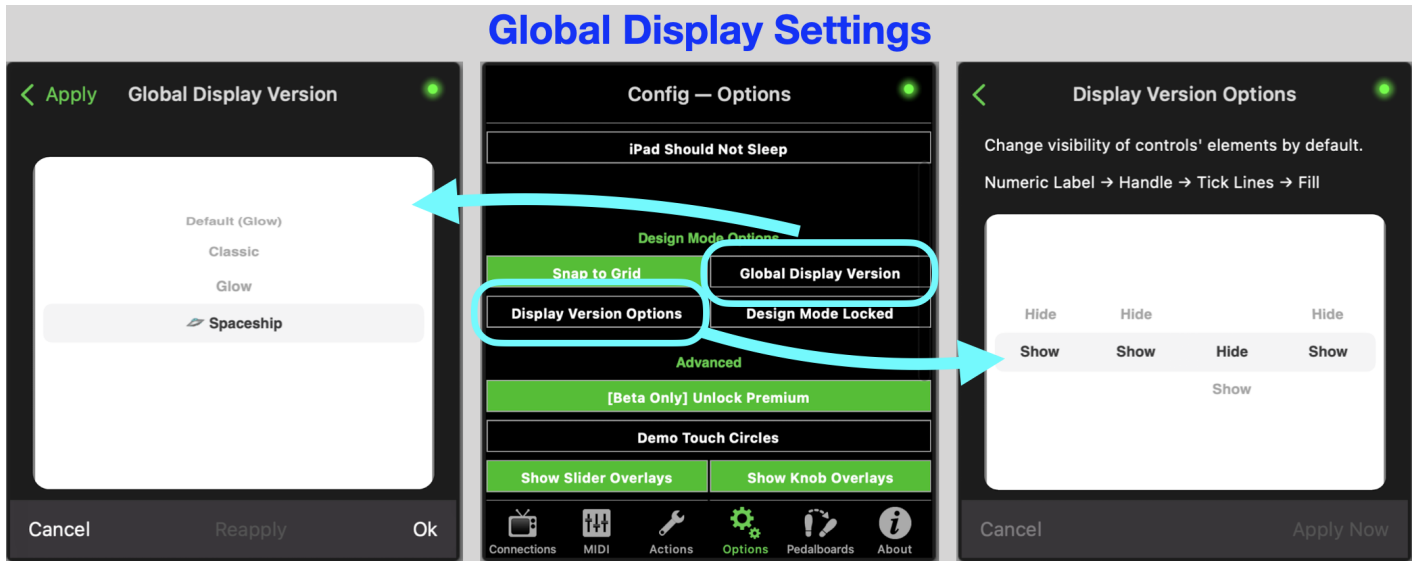 Global Display Settings
Apply
Global Display Version
Default (Glow)
Classic
Glow
Spaceship
Cancel
Reapply
Ok
Config — Options
iPad Should Not Sleep
Design Mode Options
Snap to Grid
Global Display Version
Display Version Options
Design Mode Locked
Advanced
[Beta Only] Unlock Premium
Demo Touch Circles
Show Slider Overlays
Show Knob Overlays
Connections
MIDI
Actions
Options
Pedalboards
About
Display Version Options
Change visibility of controls' elements by default.
Numeric Label → Handle → Tick Lines → Fill
Hide Hide Hide
Show Show Hide Show
Show
Cancel
Apply Now